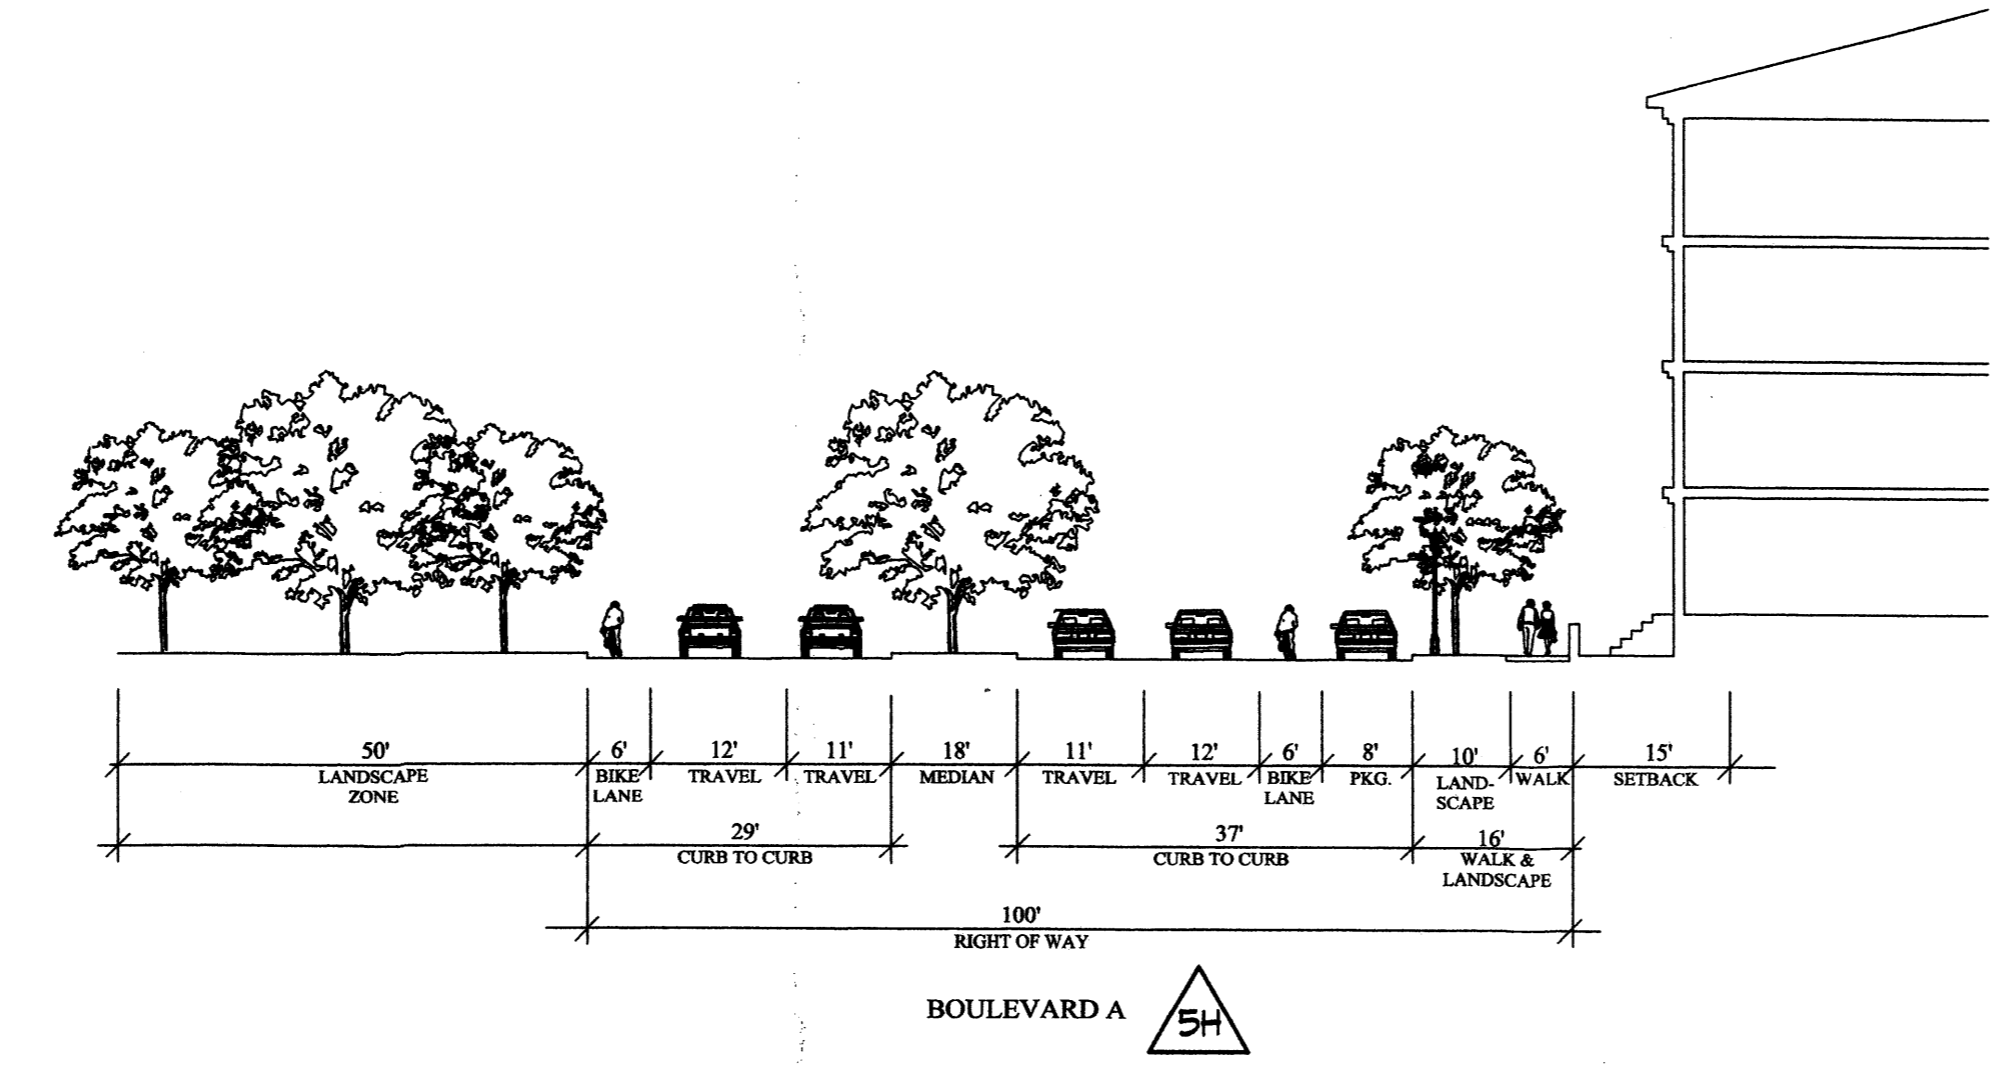 50' 6' 12' 11' 18' 11' 12' 6' 8' 10' 6' 15'
LANDSCAPE ZONE
BIKE LANE
TRAVEL
TRAVEL
MEDIAN
TRAVEL
TRAVEL
BIKE LANE
PKG.
LAND-
SCAPE
WALK
SETBACK
29'
CURB TO CURB
37'
CURB TO CURB
16'
WALK &
LANDSCAPE
100'
RIGHT OF WAY
BOULEVARD A
5H